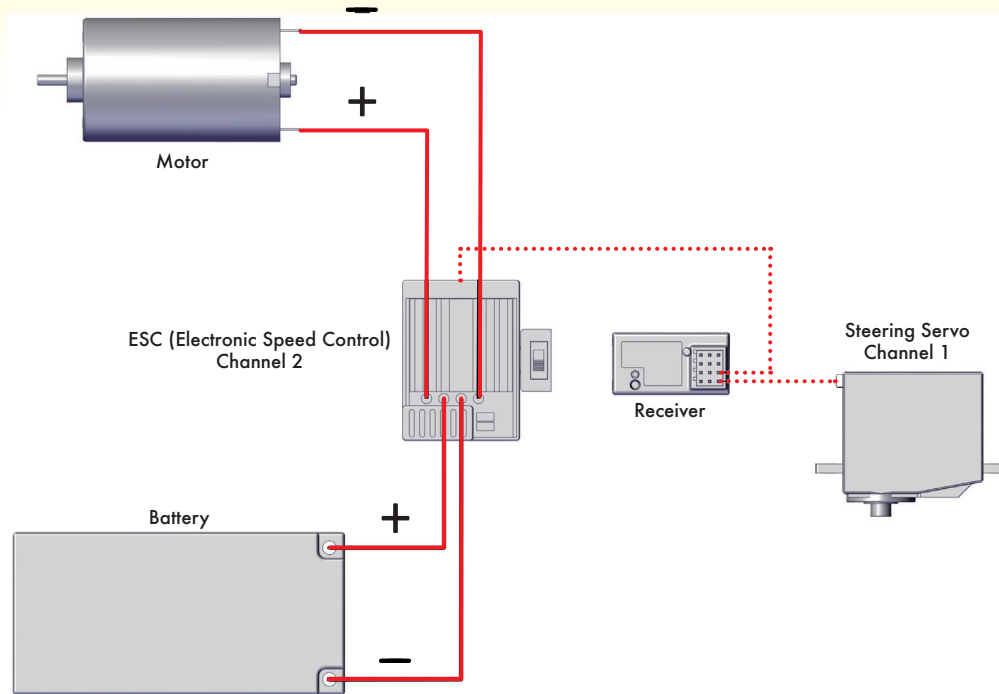 −
+
Motor
ESC (Electronic Speed Control)
Channel 2
Steering Servo
Channel 1
Receiver
Battery
+
−